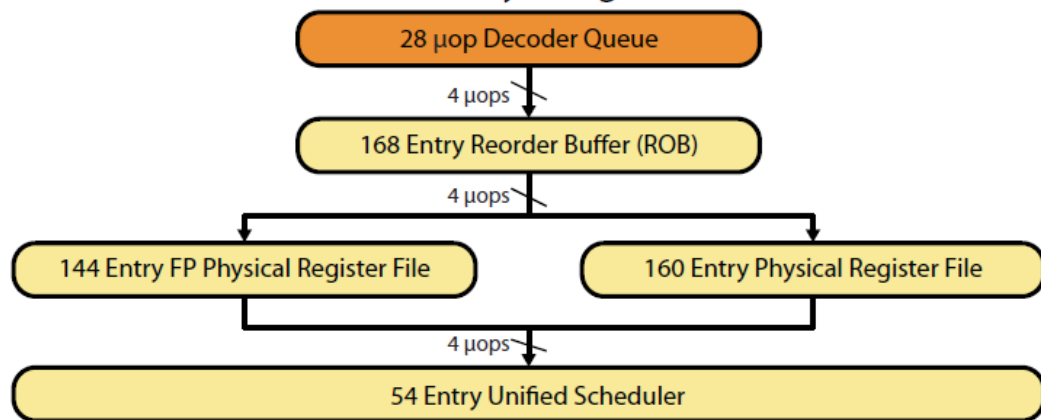 28 μop Decoder Queue
4 μops
168 Entry Reorder Buffer (ROB)
4 μops
144 Entry FP Physical Register File
160 Entry Physical Register File
4 μops
54 Entry Unified Scheduler